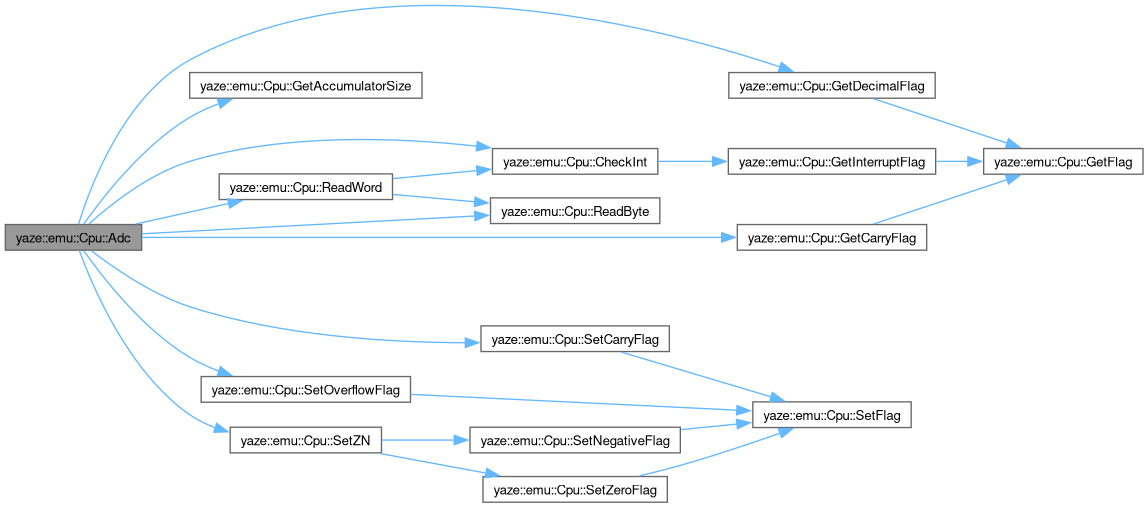 yaze::emu::Cpu::GetAccumulatorSize
yaze::emu::Cpu::GetDecimalFlag
yaze::emu::Cpu::CheckInt
yaze::emu::Cpu::GetInterruptFlag
yaze::emu::Cpu::GetFlag
yaze::emu::Cpu::ReadWord
yaze::emu::Cpu::ReadByte
yaze::emu::Cpu::Adc
yaze::emu::Cpu::GetCarryFlag
yaze::emu::Cpu::SetCarryFlag
yaze::emu::Cpu::SetOverflowFlag
yaze::emu::Cpu::SetFlag
yaze::emu::Cpu::SetZN
yaze::emu::Cpu::SetNegativeFlag
yaze::emu::Cpu::SetZeroFlag